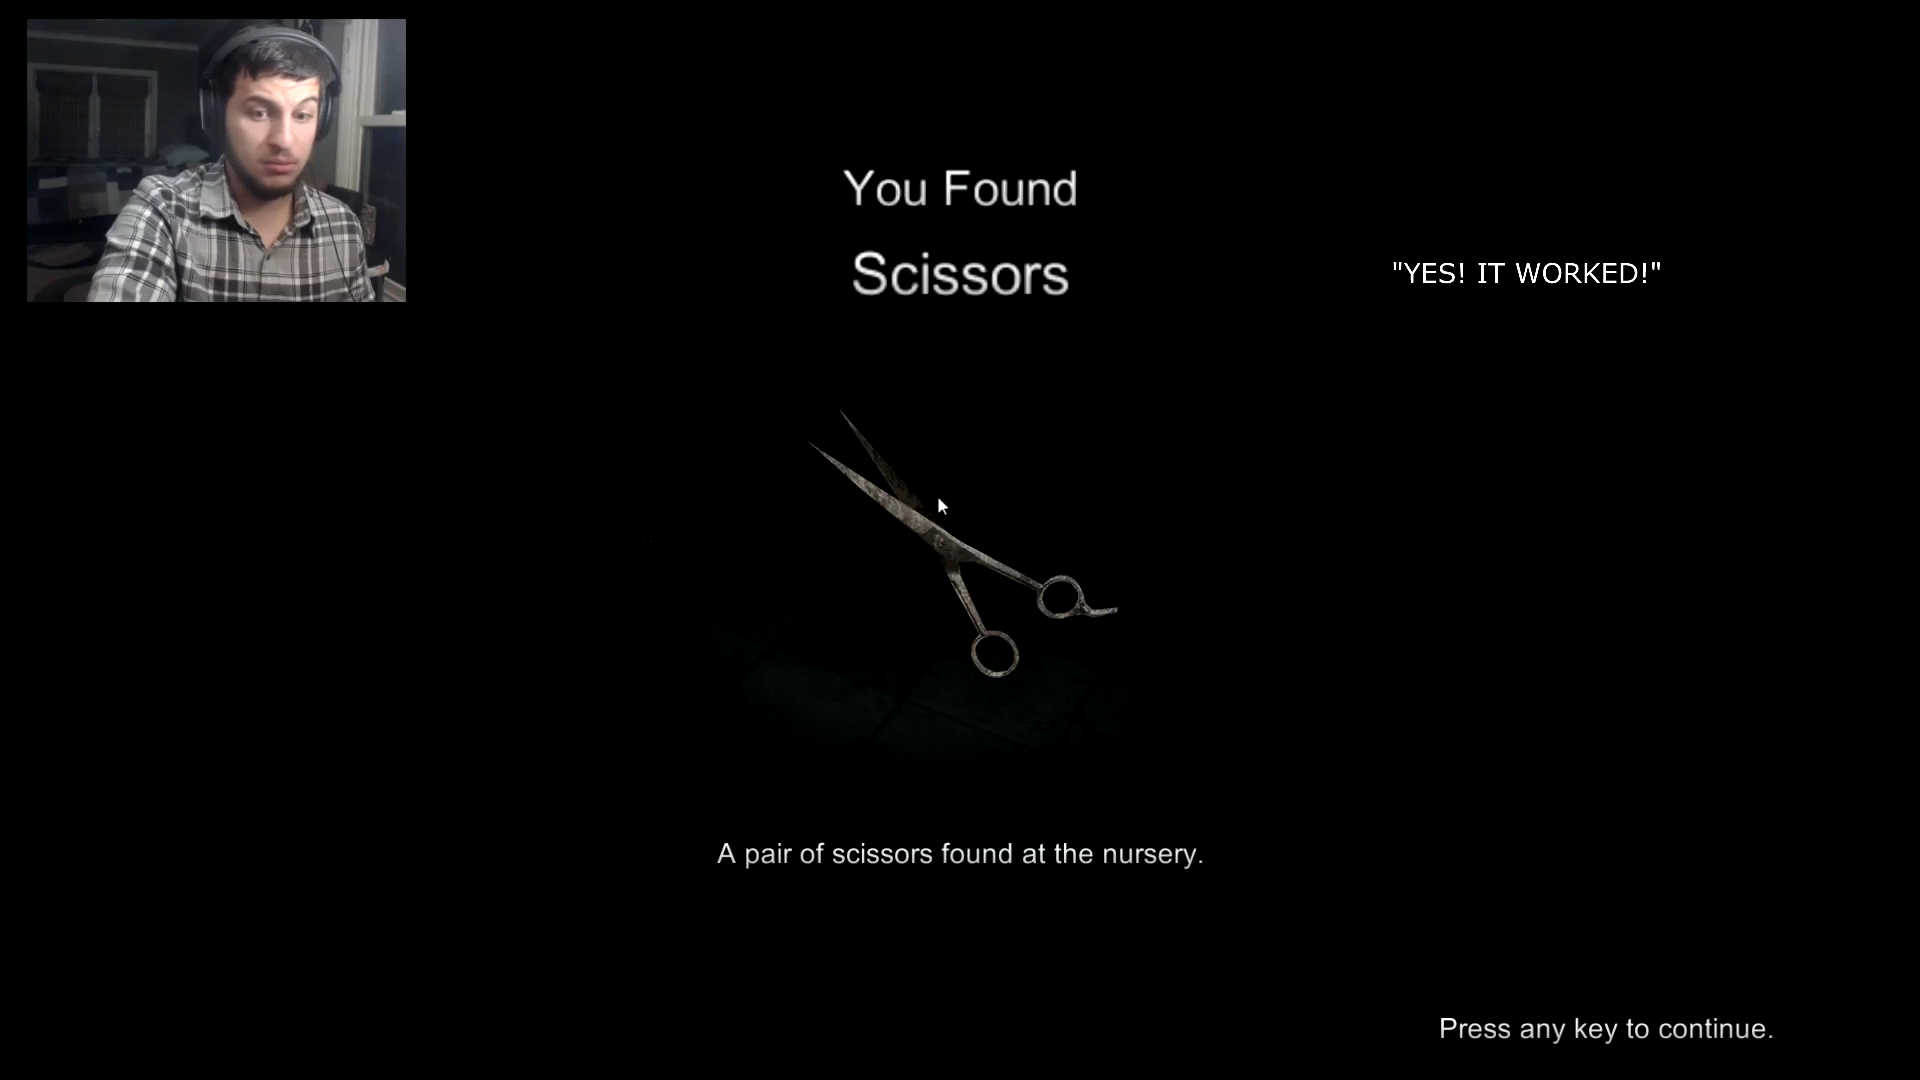 You Found
Scissors
"YES! IT WORKED!"
A pair of scissors found at the nursery.
Press any key to continue.